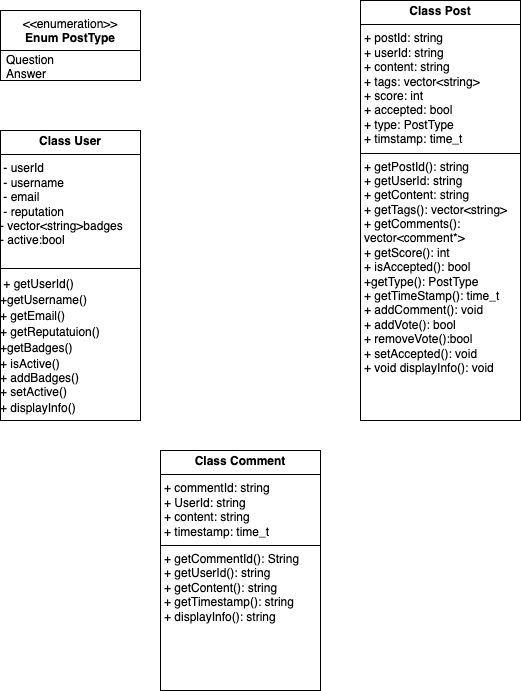 <<enumeration>>
Enum PostType
Question
Answer
Class User
- userId
- username
- email
- reputation
- vector<string>badges
- active:bool
+ getUserId()
+getUsername()
+ getEmail()
+ getReputatuion()
+getBadges()
+ isActive()
+ addBadges()
+ setActive()
+ displayInfo()
Class Post
+ postId: string
+ userId: string
+ content: string
+ tags: vector<string>
+ score: int
+ accepted: bool
+ type: PostType
+ timstamp: time_t
+ getPostId(): string
+ getUserId: string
+ getContent: string
+ getTags(): vector<string>
+ getComments():
vector<comment*>
+ getScore(): int
+ isAccepted(): bool
+getType(): PostType
+ getTimeStamp(): time_t
+ addComment(): void
+ addVote(): bool
+ removeVote():bool
+ setAccepted(): void
+ void displayInfo(): void
Class Comment
+ commentId: string
+ UserId: string
+ content: string
+ timestamp: time_t
+ getCommentId(): String
+ getUserId(): string
+ getContent(): string
+ getTimestamp(): string
+ displayInfo(): string